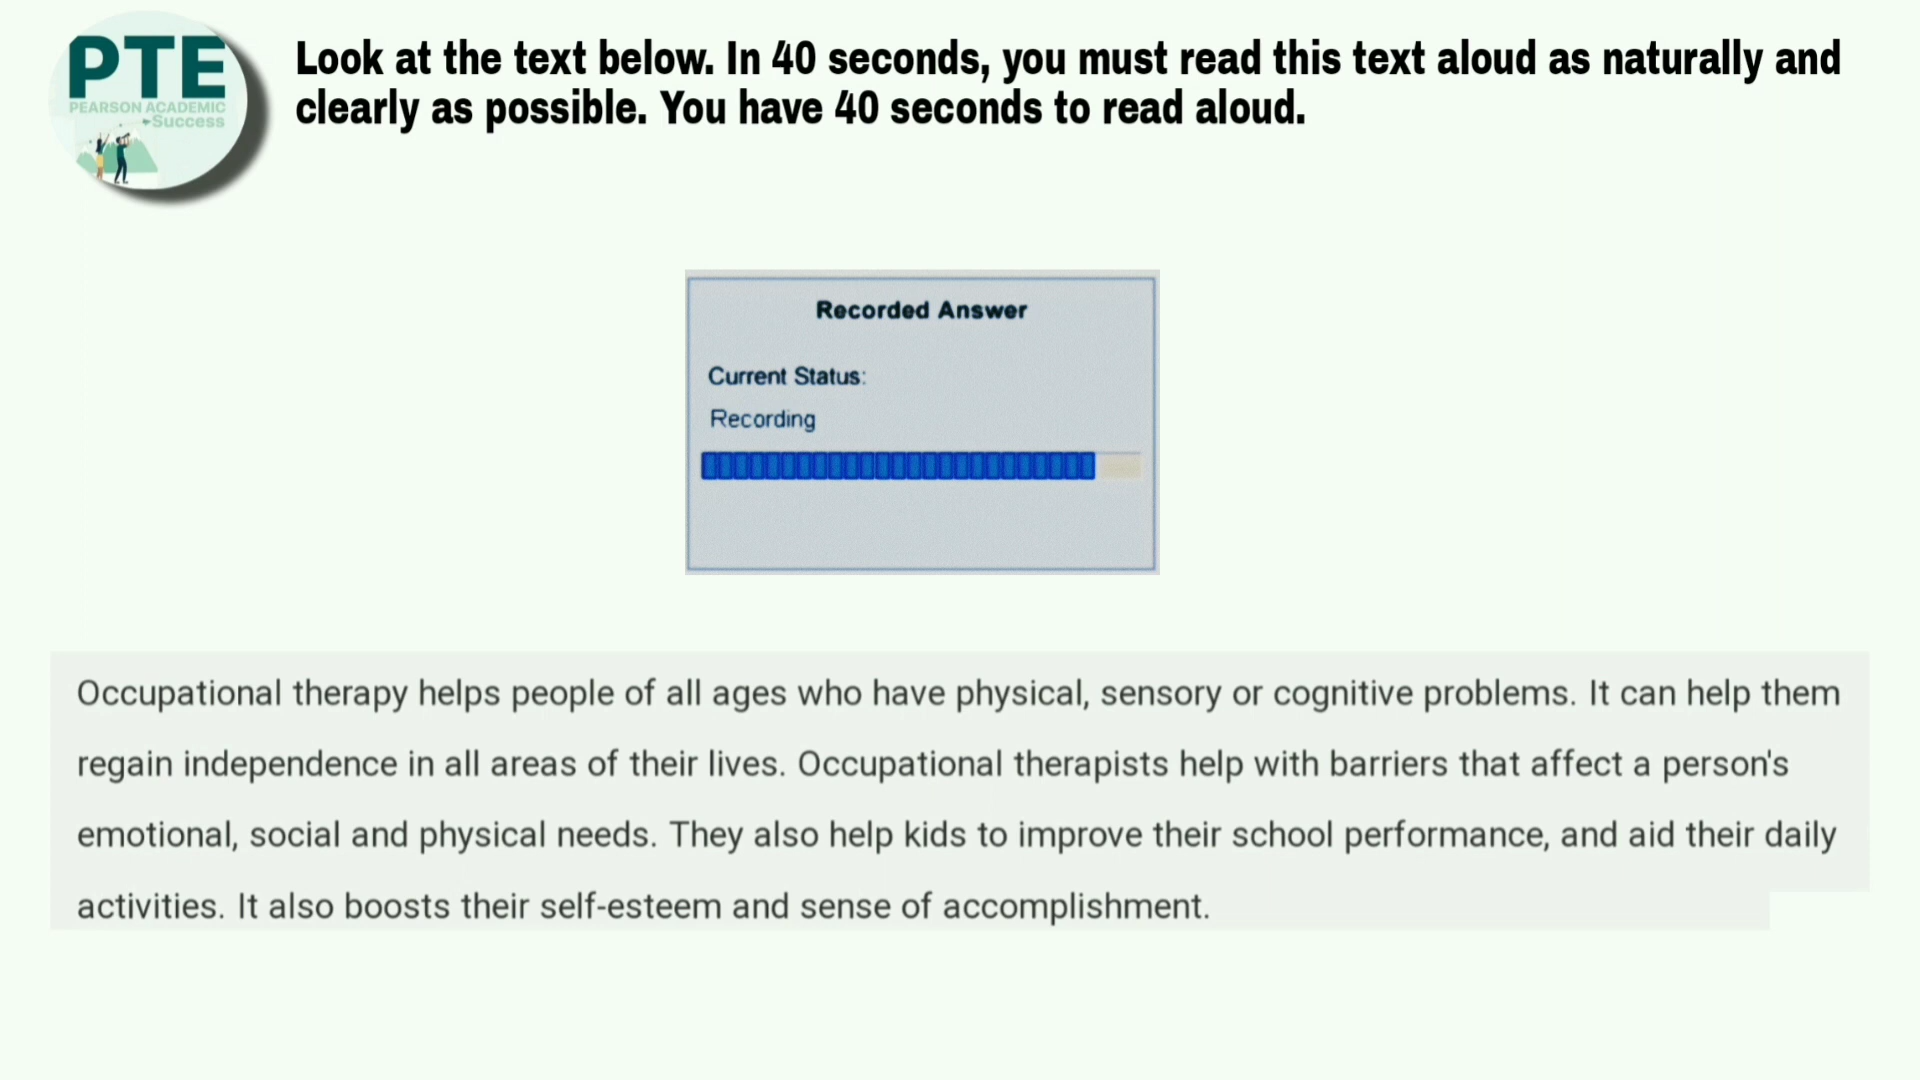 PTE
PEARSON ACADEMIC
Success
Look at the text below. In 40 seconds, you must read this text aloud as naturally and
clearly as possible. You have 40 seconds to read aloud.
Recorded Answer
Current Status:
Recording
Occupational therapy helps people of all ages who have physical, sensory or cognitive problems. It can help them
regain independence in all areas of their lives. Occupational therapists help with barriers that affect a person's
emotional, social and physical needs. They also help kids to improve their school performance, and aid their daily
activities. It also boosts their self-esteem and sense of accomplishment.